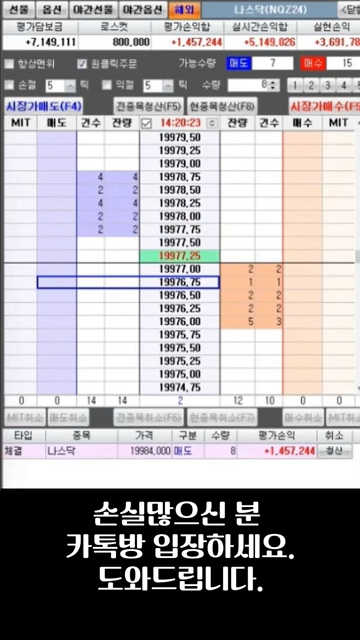 선물 옵션 야간선물 야간옵션 해외 나스닥(NQZ24)
평가담보금 로스컷 평가손익합 실시간손익합 실현손익
+7,149,111 800,000 +1,457,244 +5,149,026 +3,691,78
항상맨위 원클릭주문 가능수량 매도 7 매수 15
손절 5 틱 익절 5 틱 수량 8 1 2 3 4 5
시장가매도(F4) 전종목청산(F5) 현종목청산(F8) 시장가매수(F9
MIT 매도 건수 잔량 14:20:23 잔량 건수 매수 MIT
19979,50
19979,25
19979,00
4 4 19978,75
2 2 19978,50
4 4 19978,25
2 2 19978,00
2 2 19977,75
19977,50
19977,25
19977,00 2 2
19976,75 1 1
19976,50 2 2
19976,25 2 2
19976,00 5 3
19975,75
19975,50
19975,25
19975,00
19974,75
0 0 14 14 2 12 10 0 0
MIT취소 매도취소 전종목취소(F6) 현종목취소(F7) 매수취소 MIT취
타입 종목 가격 구분 수량 평가손익 취소
체결 나스닥 19984,000 매도 8 +1,457,244 청산
손실많으신 분
카톡방 입장하세요.
도와드립니다.